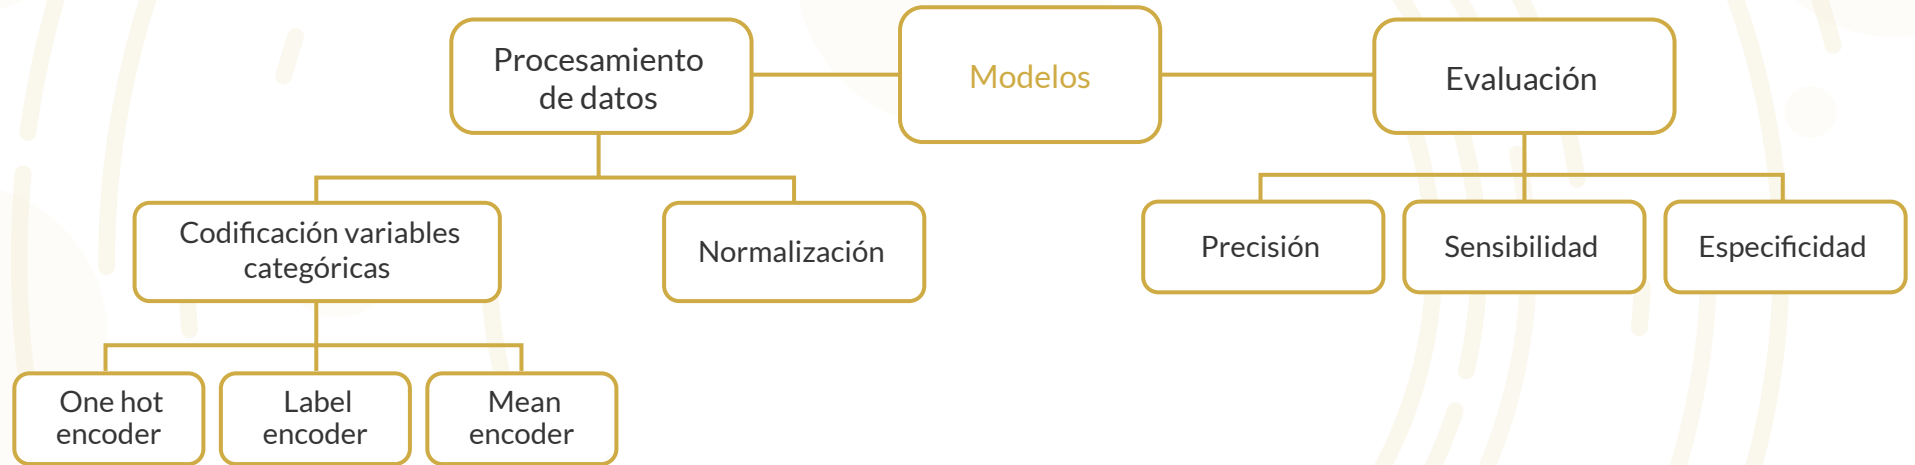 Procesamiento
de datos
Modelos
Evaluación
Codificación variables
categóricas
Normalización
Precisión
Sensibilidad
Especificidad
One hot
encoder
Label
encoder
Mean
encoder